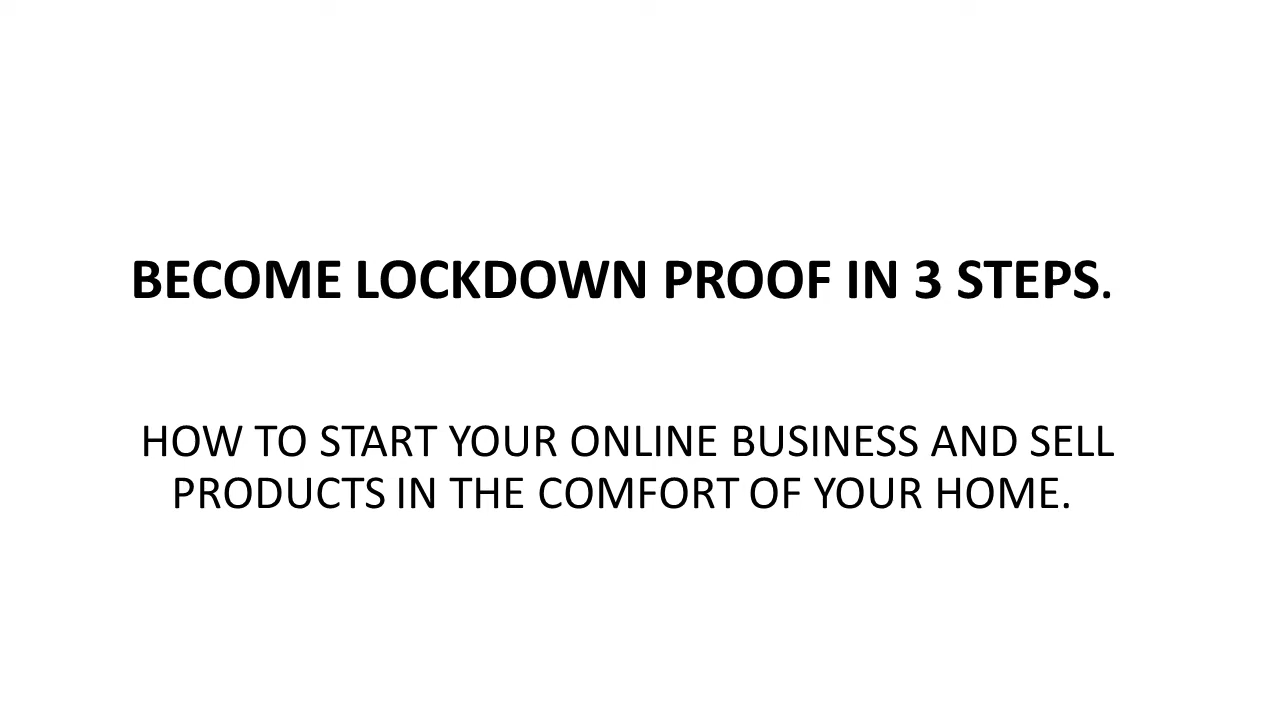 BECOME LOCKDOWN PROOF IN 3 STEPS.
HOW TO START YOUR ONLINE BUSINESS AND SELL
PRODUCTS IN THE COMFORT OF YOUR HOME.